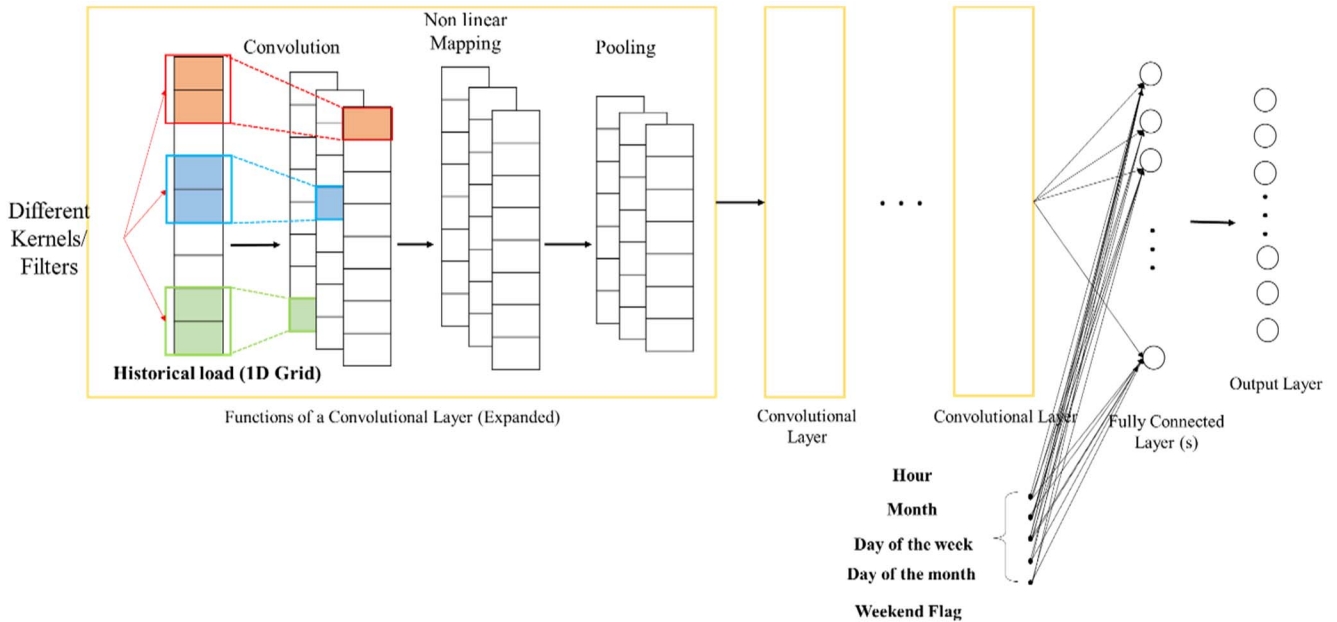 Non linear
Mapping
Convolution
Pooling
Different
Kernels/
Filters
Historical load (1D Grid)
Functions of a Convolutional Layer (Expanded)
Convolutional
Layer
Convolutional Layer
Fully Connected
Layer (s)
Output Layer
Hour
Month
Day of the week
Day of the month
Weekend Flag